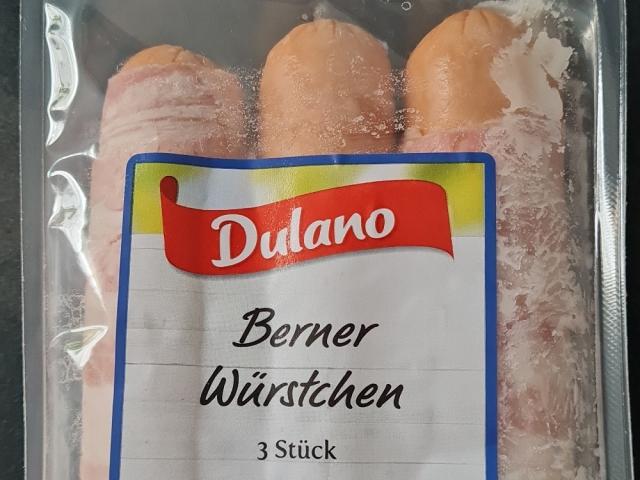 Dulano
Berner
Würstchen
3 Stück